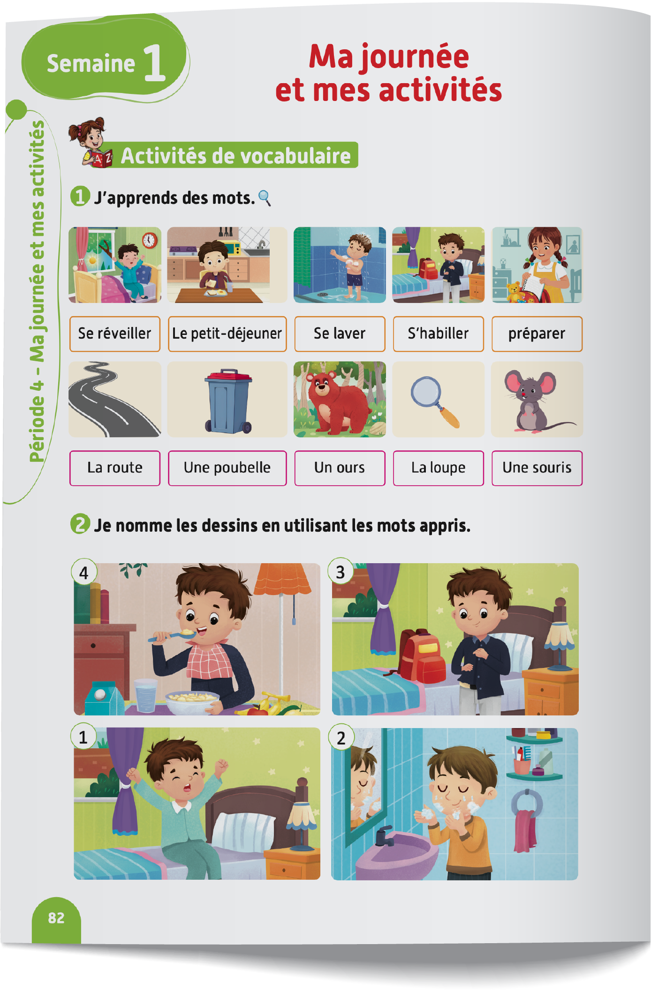 Semaine 1
Ma journée
et mes activités
Période 4 – Ma journée et mes activités
A Z
Activités de vocabulaire
1 J'apprends des mots.
Se réveiller
Le petit-déjeuner
Se laver
S'habiller
préparer
La route
Une poubelle
Un ours
La loupe
Une souris
2 Je nomme les dessins en utilisant les mots appris.
4
3
1
2
82